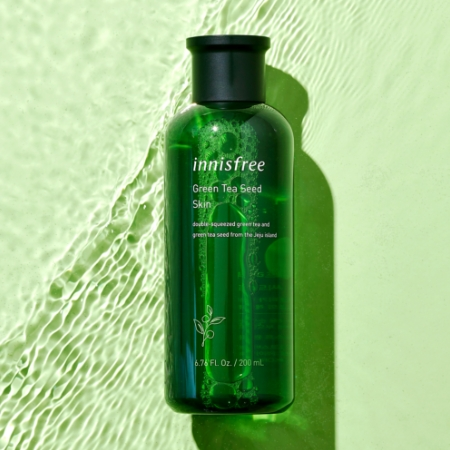 innisfree
Green Tea Seed
Skin
double-squeezed green tea and
green tea seed from the Jeju island
6.76 Fl. Oz. / 200 mL